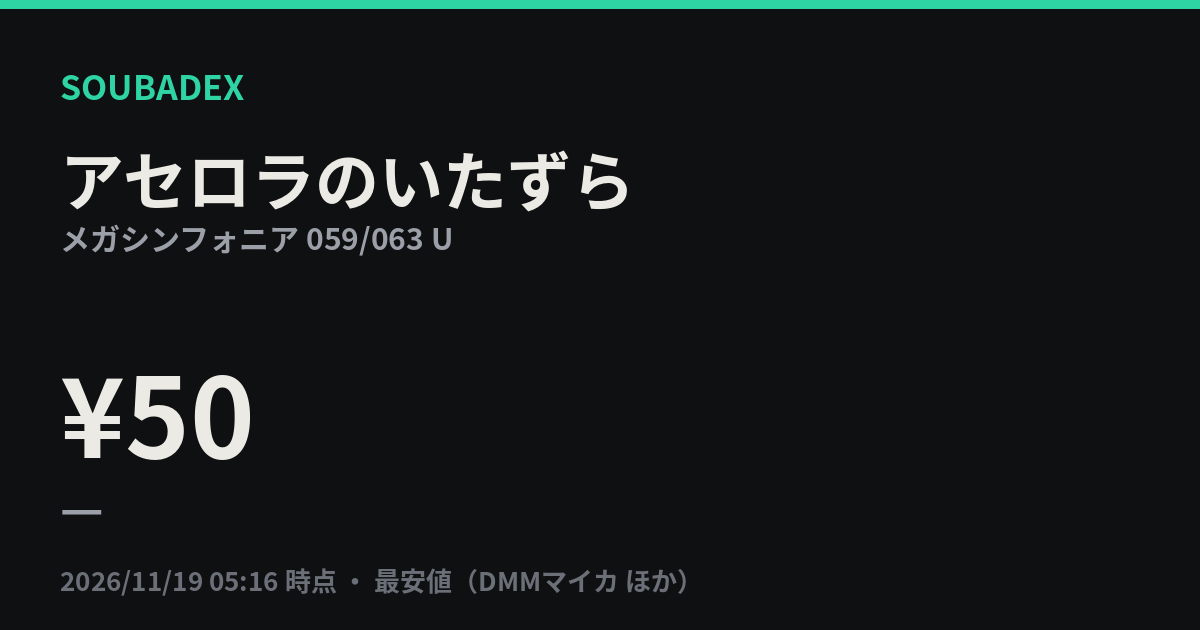 SOUBADEX
アセロラのいたずら
メガシンフォニア 059/063 U
¥50
—
2026/11/19 05:16 時点 ・ 最安値（DMMマイカ ほか）